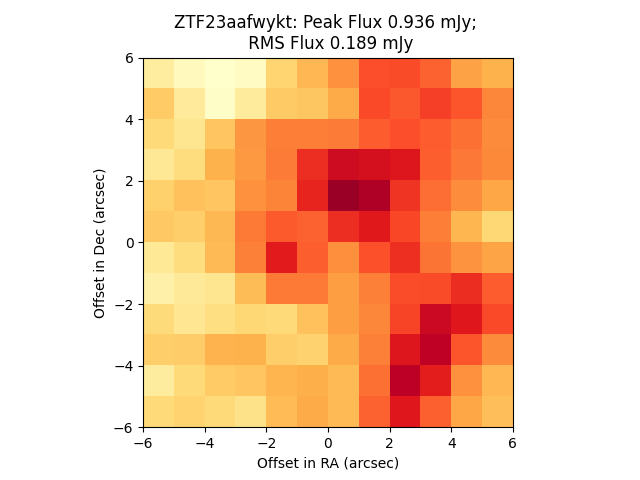 ZTF23aafwykt: Peak Flux 0.936 mJy;
RMS Flux 0.189 mJy
6
4
2
0
−2
−4
−6
Offset in Dec (arcsec)
−6 −4 −2 0 2 4 6
Offset in RA (arcsec)